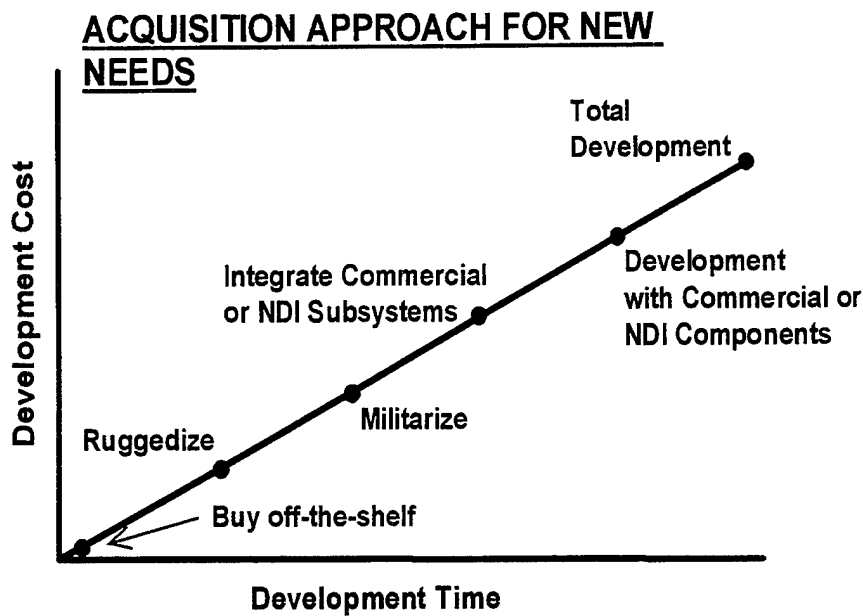 ACQUISITION APPROACH FOR NEW
NEEDS
Total
Development
Development Cost
Integrate Commercial
or NDI Subsystems
Development
with Commercial or
NDI Components
Militarize
Ruggedize
Buy off-the-shelf
Development Time